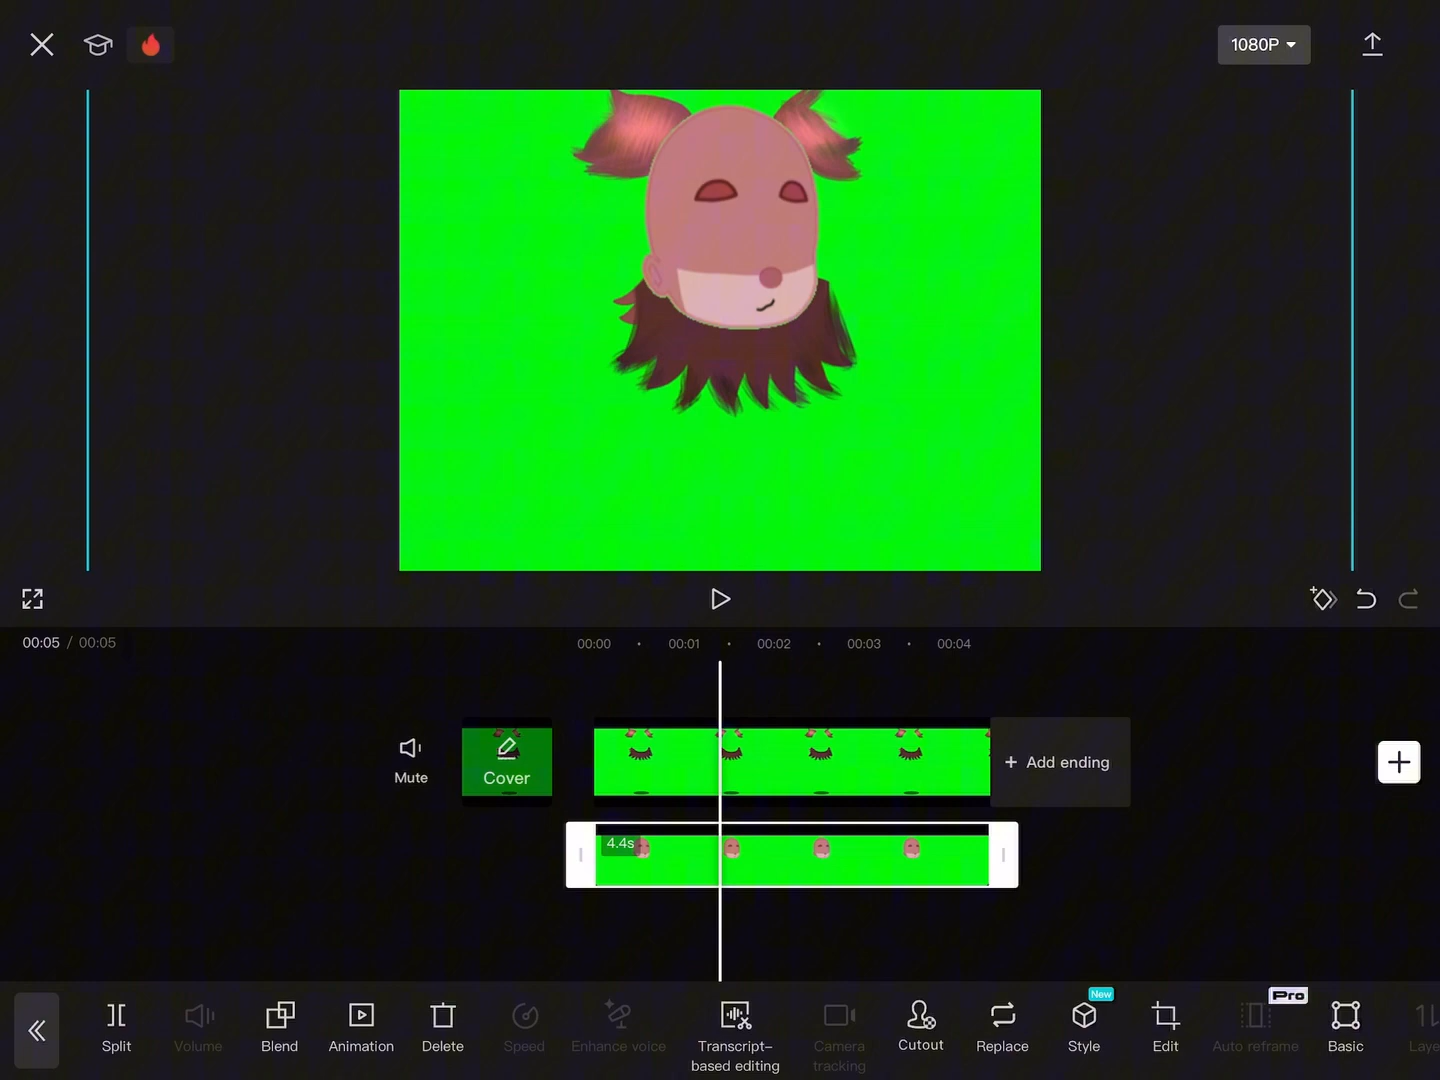 1080P
00:05 / 00:05
00:00
00:01
00:02
00:03
00:04
Mute
Cover
+ Add ending
4.4s
New
Pro
Split
Volume
Blend
Animation
Delete
Speed
Enhance voice
Transcript-
based editing
Camera
tracking
Cutout
Replace
Style
Edit
Auto reframe
Basic
Laye